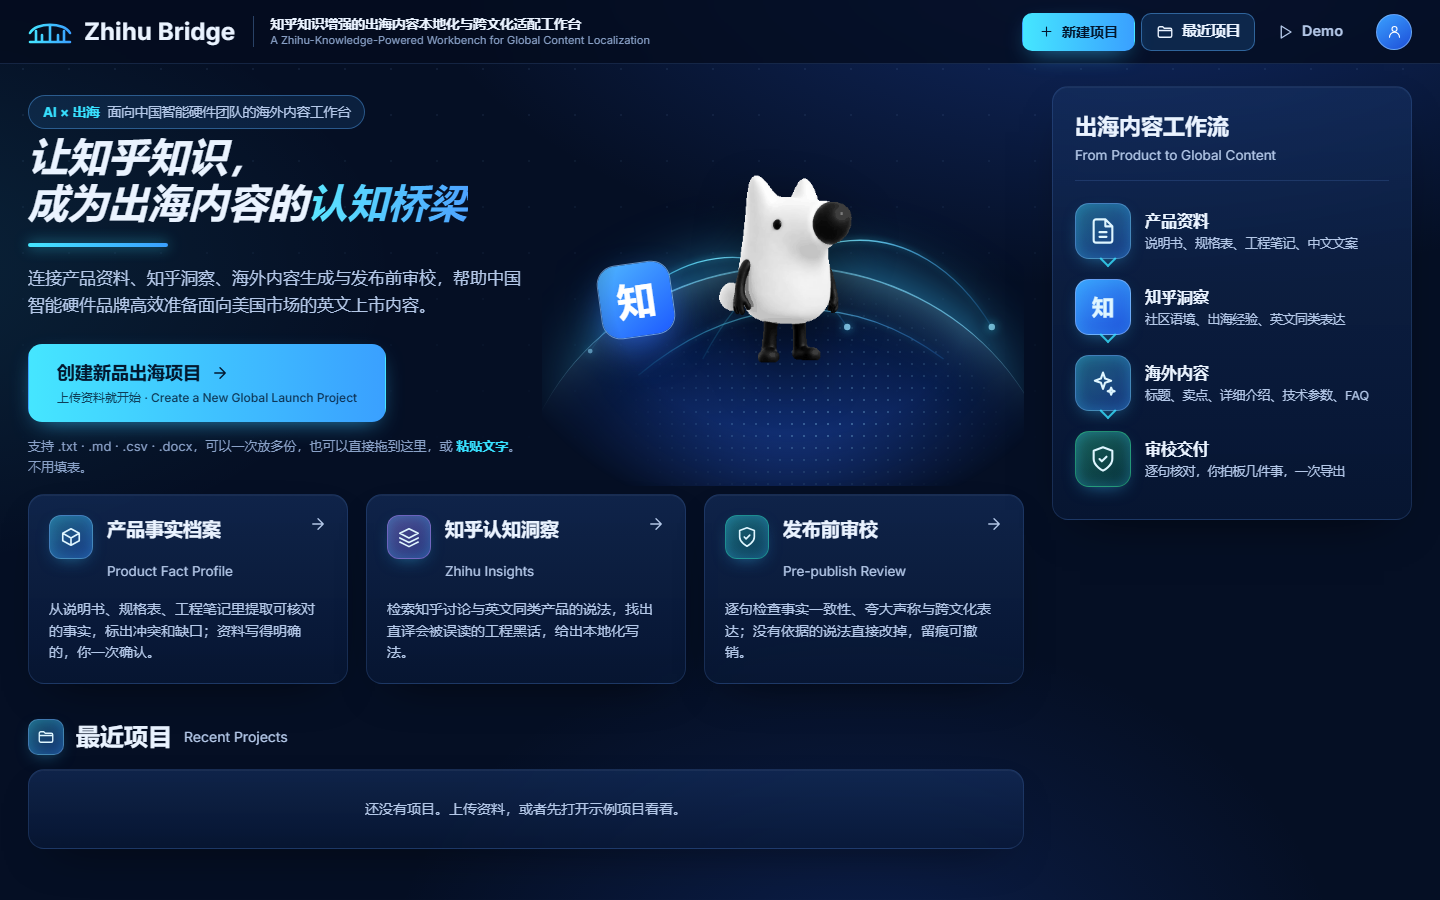 Zhihu Bridge
知乎知识增强的出海内容本地化与跨文化适配工作台
A Zhihu-Knowledge-Powered Workbench for Global Content Localization
新建项目
最近项目
Demo
AI × 出海 面向中国智能硬件团队的海外内容工作台
让知乎知识，
成为出海内容的认知桥梁
连接产品资料、知乎洞察、海外内容生成与发布前审校，帮助中国
智能硬件品牌高效准备面向美国市场的英文上市内容。
创建新品出海项目 →
上传资料就开始 · Create a New Global Launch Project
支持 .txt · .md · .csv · .docx，可以一次放多份，也可以直接拖到这里，或 粘贴文字。
不用填表。
知
出海内容工作流
From Product to Global Content
产品资料
说明书、规格表、工程笔记、中文文案
知
知乎洞察
社区语境、出海经验、英文同类表达
海外内容
标题、卖点、详细介绍、技术参数、FAQ
审校交付
逐句核对，你拍板几件事，一次导出
产品事实档案
Product Fact Profile
从说明书、规格表、工程笔记里提取可核对
的事实，标出冲突和缺口；资料写得明确
的，你一次确认。
知乎认知洞察
Zhihu Insights
检索知乎讨论与英文同类产品的说法，找出
直译会被误读的工程黑话，给出本地化写
法。
发布前审校
Pre-publish Review
逐句检查事实一致性、夸大声称与跨文化表
达；没有依据的说法直接改掉，留痕可撤
销。
最近项目 Recent Projects
还没有项目。上传资料，或者先打开示例项目看看。